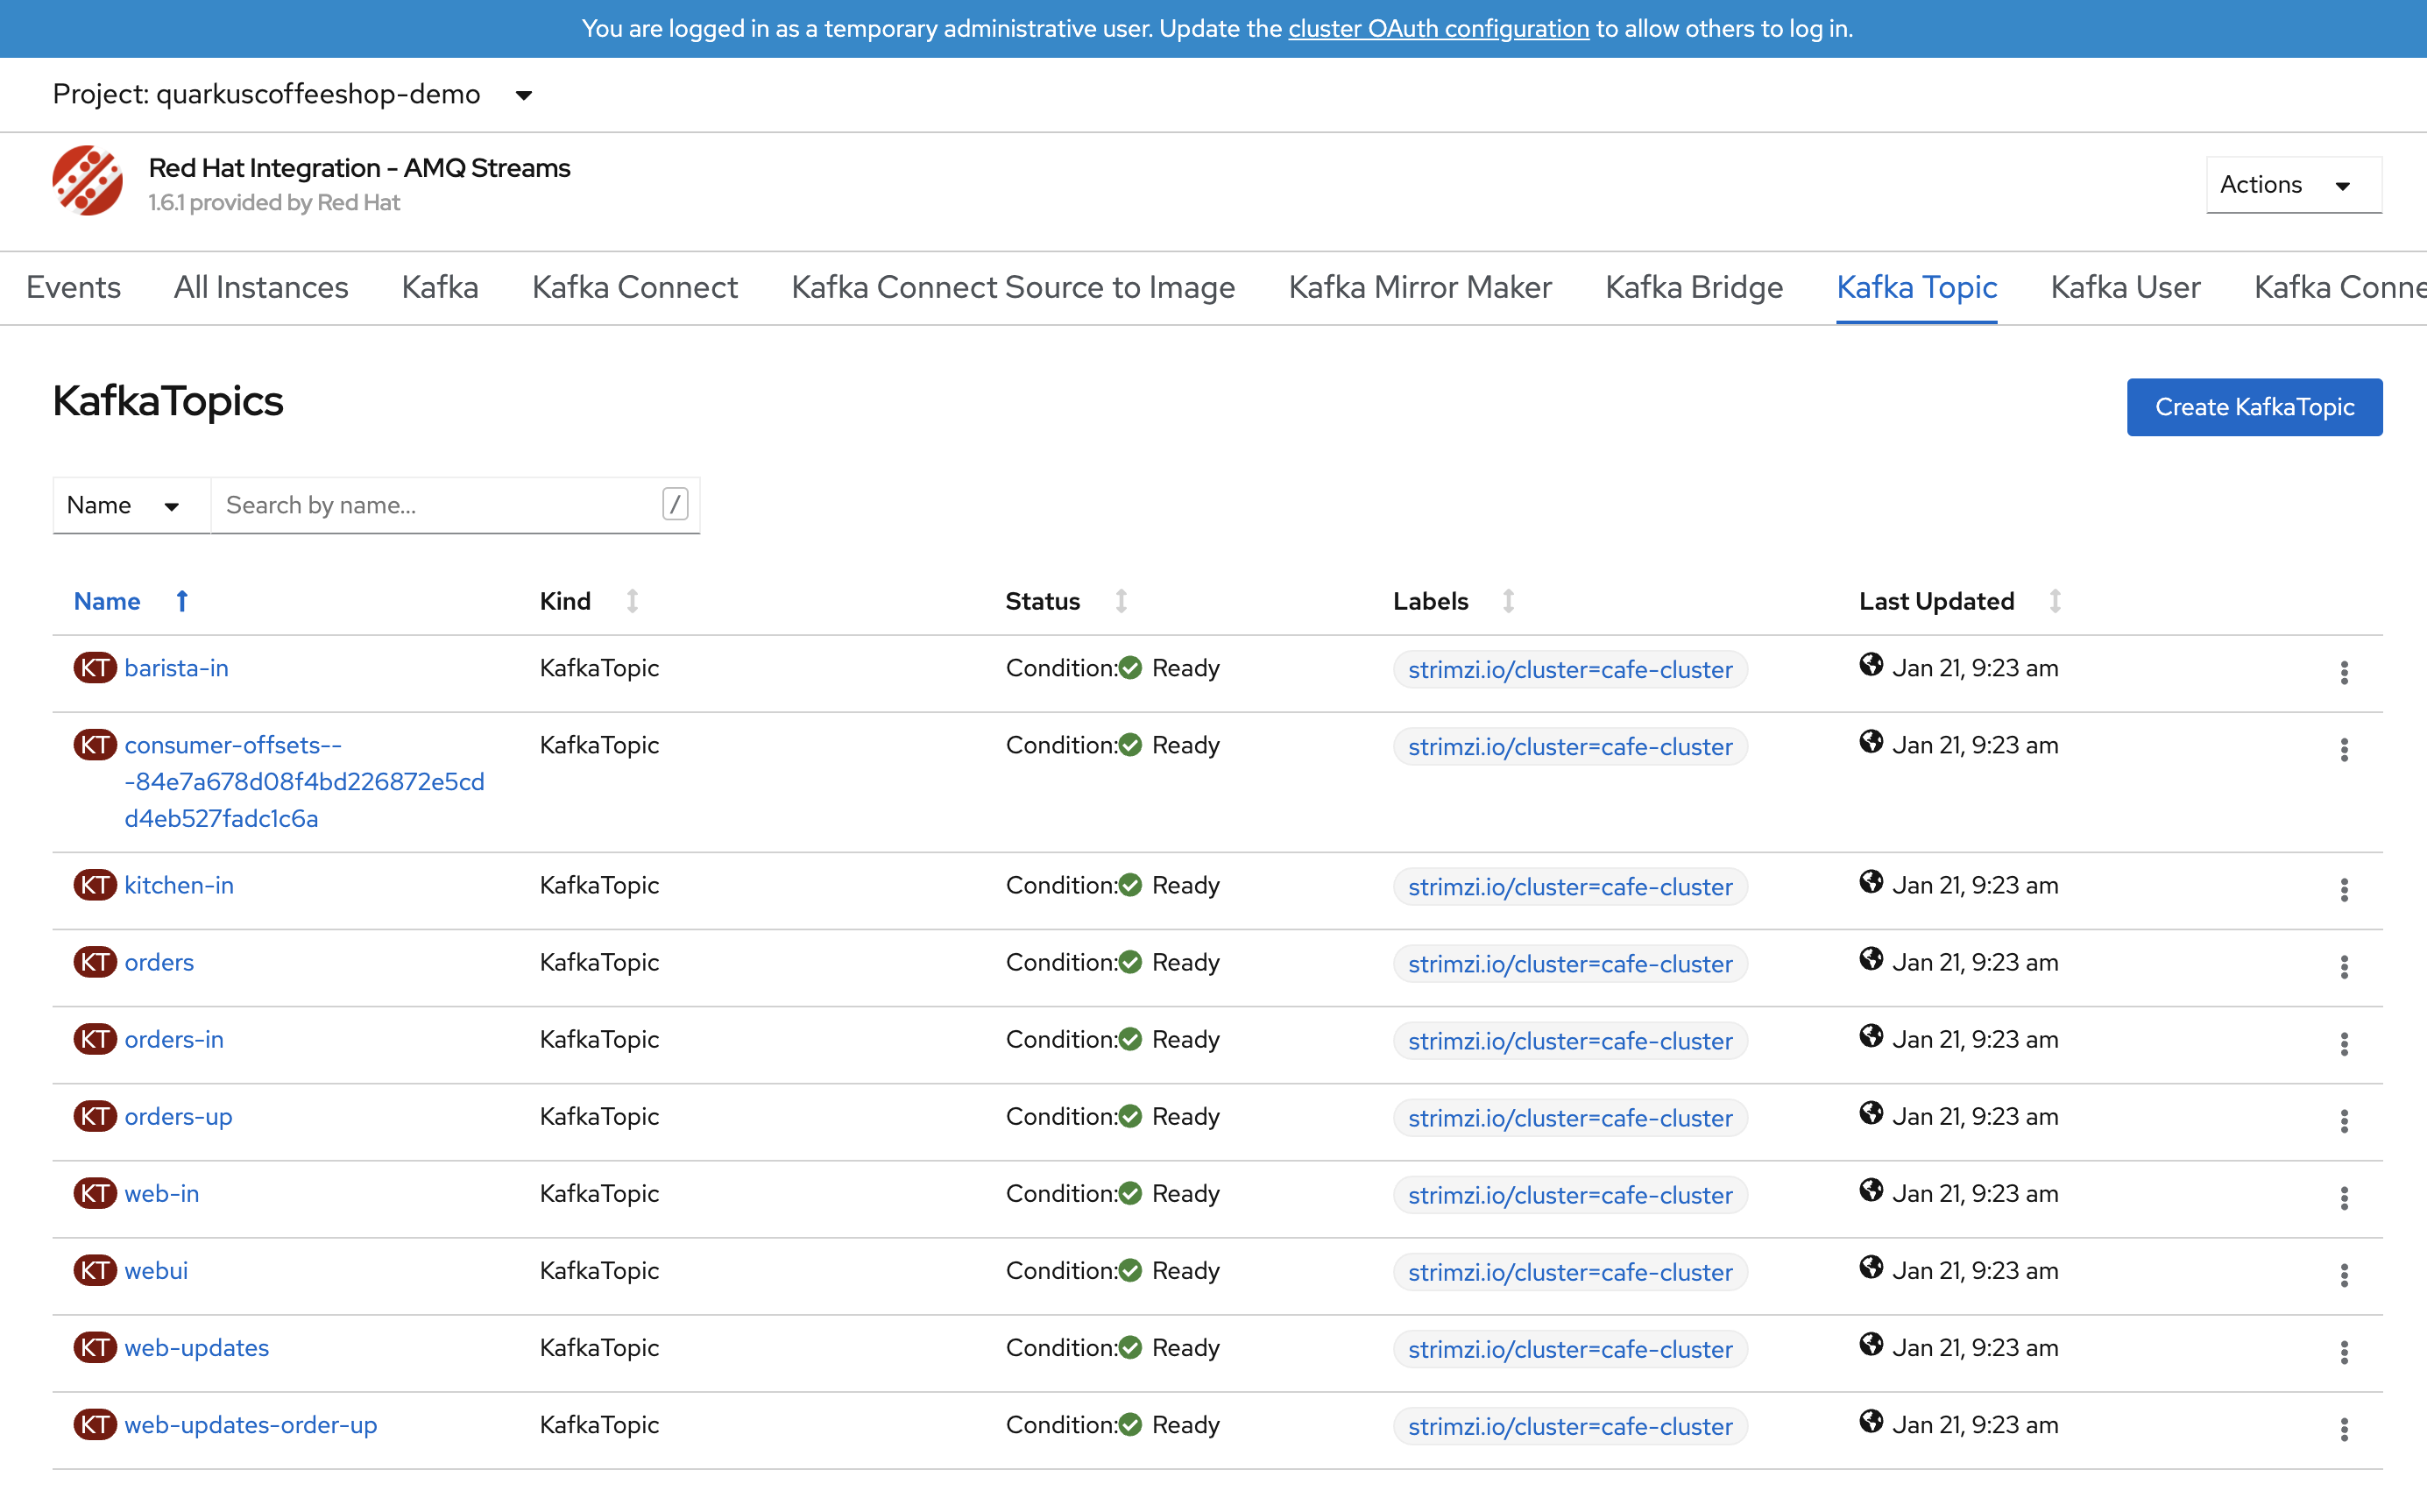 You are logged in as a temporary administrative user. Update the cluster OAuth configuration to allow others to log in.
Project: quarkuscoffeeshop-demo
Red Hat Integration - AMQ Streams
1.6.1 provided by Red Hat
Actions
Events All Instances Kafka Kafka Connect Kafka Connect Source to Image Kafka Mirror Maker Kafka Bridge Kafka Topic Kafka User Kafka Conne
KafkaTopics
Create KafkaTopic
Name Search by name... /
Name Kind Status Labels Last Updated
KT barista-in KafkaTopic Condition: Ready strimzi.io/cluster=cafe-cluster Jan 21, 9:23 am
KT consumer-offsets-- KafkaTopic Condition: Ready strimzi.io/cluster=cafe-cluster Jan 21, 9:23 am
-84e7a678d08f4bd226872e5cd
d4eb527fadc1c6a
KT kitchen-in KafkaTopic Condition: Ready strimzi.io/cluster=cafe-cluster Jan 21, 9:23 am
KT orders KafkaTopic Condition: Ready strimzi.io/cluster=cafe-cluster Jan 21, 9:23 am
KT orders-in KafkaTopic Condition: Ready strimzi.io/cluster=cafe-cluster Jan 21, 9:23 am
KT orders-up KafkaTopic Condition: Ready strimzi.io/cluster=cafe-cluster Jan 21, 9:23 am
KT web-in KafkaTopic Condition: Ready strimzi.io/cluster=cafe-cluster Jan 21, 9:23 am
KT webui KafkaTopic Condition: Ready strimzi.io/cluster=cafe-cluster Jan 21, 9:23 am
KT web-updates KafkaTopic Condition: Ready strimzi.io/cluster=cafe-cluster Jan 21, 9:23 am
KT web-updates-order-up KafkaTopic Condition: Ready strimzi.io/cluster=cafe-cluster Jan 21, 9:23 am